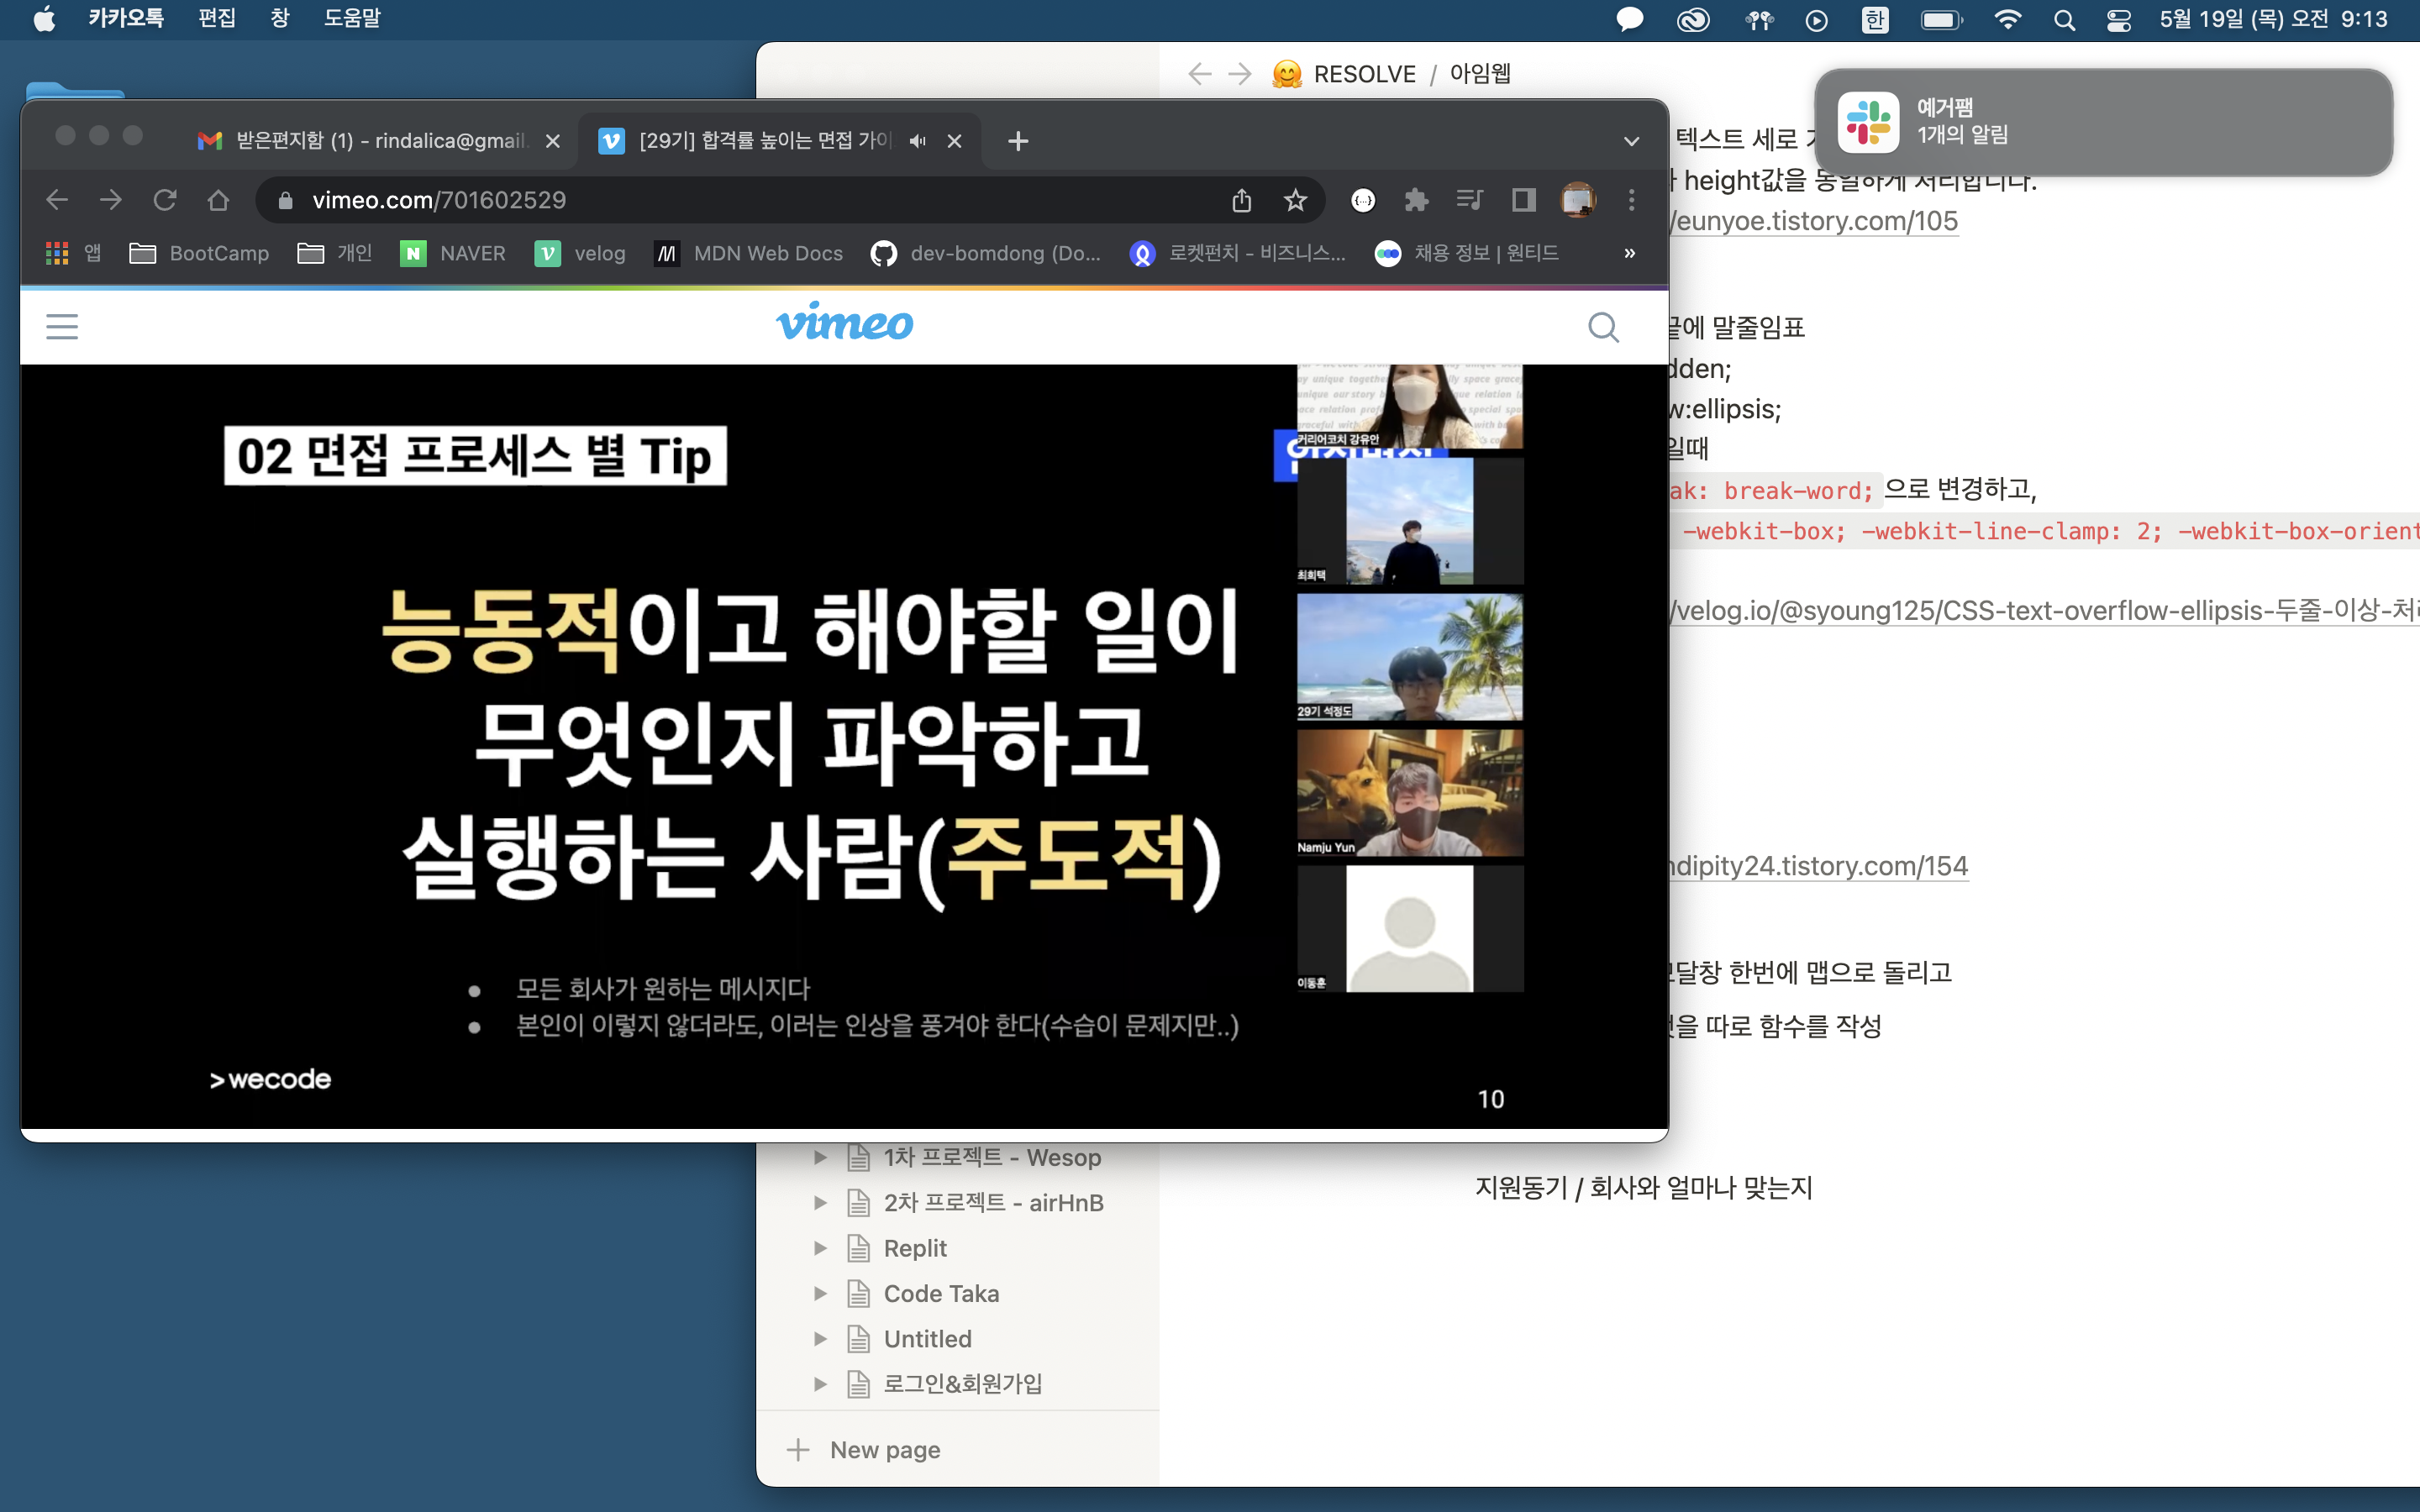 카카오톡 편집 창 도움말
한 5월 19일 (목) 오전 9:13
RESOLVE / 아임웹
예거팸
1개의 알림
받은편지함 (1) - rindalica@gmail.
[29기] 합격률 높이는 면접 가이
텍스트 세로
height값을 동일하게 처리합니다.
vimeo.com/701602529
/eunyoe.tistory.com/105
앱 BootCamp 개인 NAVER velog MDN Web Docs dev-bomdong (Do... 로켓펀치 - 비즈니스... 채용 정보 | 원티드 »
vimeo
끝에 말줄임표
dden;
w:ellipsis;
일때
ak: break-word; 으로 변경하고,
-webkit-box; -webkit-line-clamp: 2; -webkit-box-orient
/velog.io/@syoung125/CSS-text-overflow-ellipsis-두줄-이상-처
ndipity24.tistory.com/154
모달창 한번에 맵으로 돌리고
을 따로 함수를 작성
02 면접 프로세스 별 Tip
능동적이고 해야할 일이
무엇인지 파악하고
실행하는 사람(주도적)
● 모든 회사가 원하는 메시지다
● 본인이 이렇지 않더라도, 이러는 인상을 풍겨야 한다(수습이 문제지만..)
>wecode
10
커리어코치 강유안
최희택
29기 석정도
Namju Yun
이동훈
1차 프로젝트 - Wesop
2차 프로젝트 - airHnB
Replit
Code Taka
Untitled
로그인&회원가입
New page
지원동기 / 회사와 얼마나 맞는지